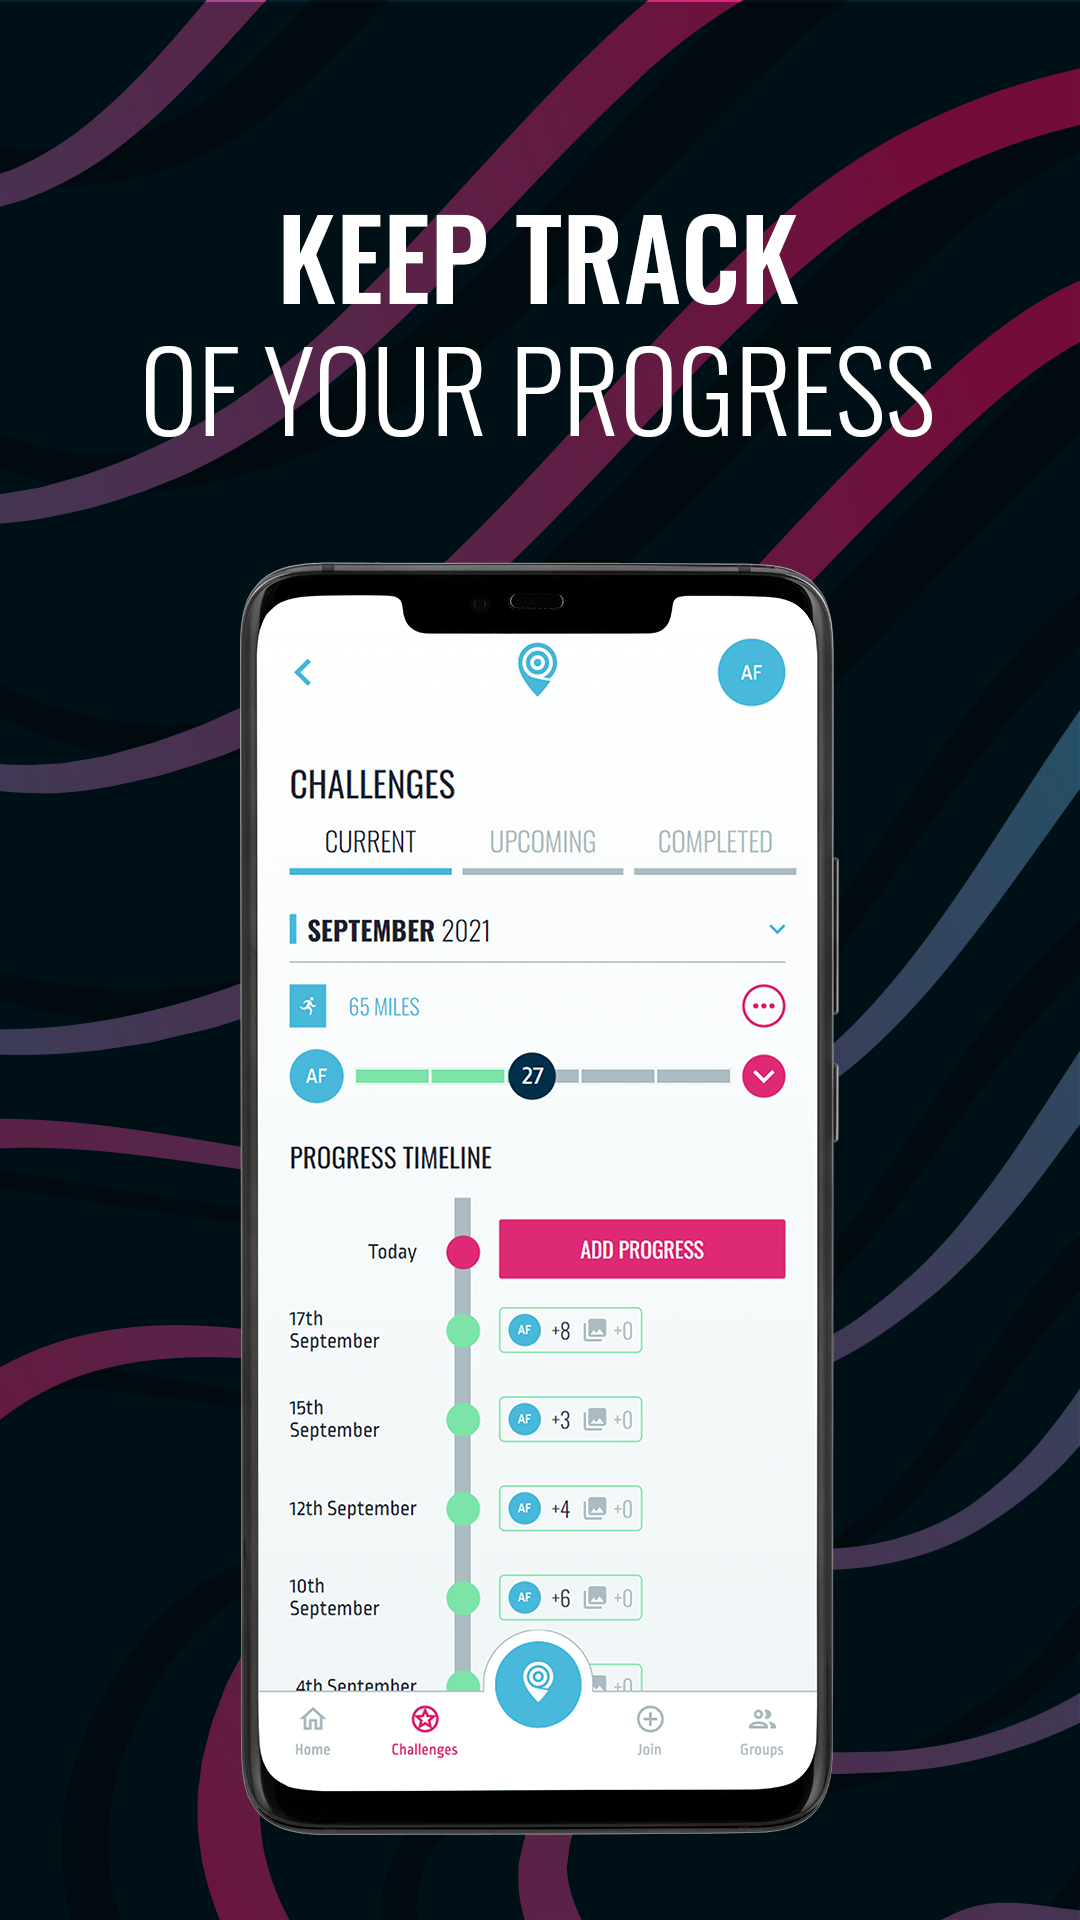 KEEP TRACK
OF YOUR PROGRESS
AF
CHALLENGES
CURRENT UPCOMING COMPLETED
SEPTEMBER 2021
65 MILES
AF 27
PROGRESS TIMELINE
Today ADD PROGRESS
17th
September
AF +8 +0
15th
September
AF +3 +0
12th September AF +4 +0
10th
September
AF +6 +0
4th September +0
Home Challenges Join Groups